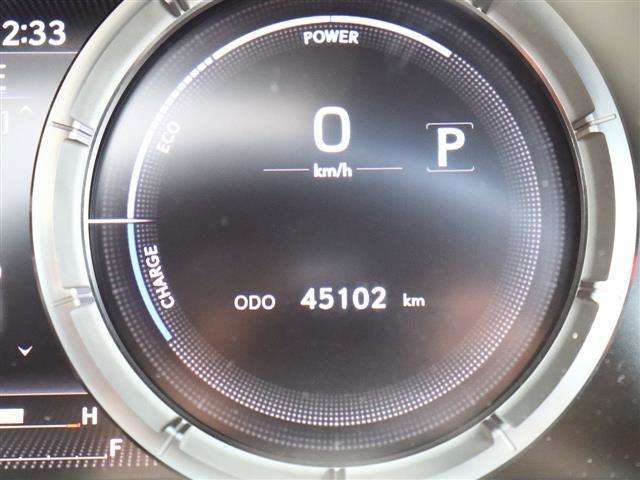 2:33
POWER
ECO
0
km/h
P
CHARGE
ODO 45102 km
H
F